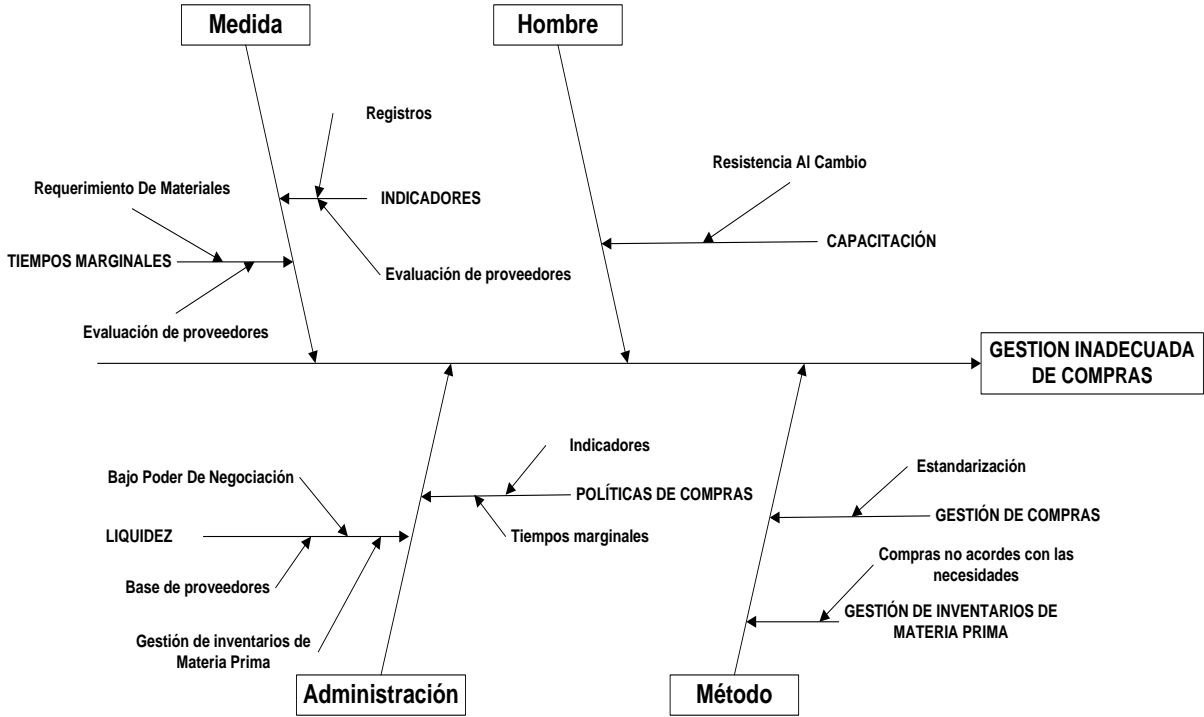 Medida
Hombre
Registros
Resistencia Al Cambio
Requerimiento De Materiales
INDICADORES
CAPACITACIÓN
TIEMPOS MARGINALES
Evaluación de proveedores
Evaluación de proveedores
GESTION INADECUADA
DE COMPRAS
Indicadores
Bajo Poder De Negociación
Estandarización
POLÍTICAS DE COMPRAS
GESTIÓN DE COMPRAS
LIQUIDEZ
Tiempos marginales
Compras no acordes con las
necesidades
Base de proveedores
GESTIÓN DE INVENTARIOS DE
MATERIA PRIMA
Gestión de inventarios de
Materia Prima
Administración
Método